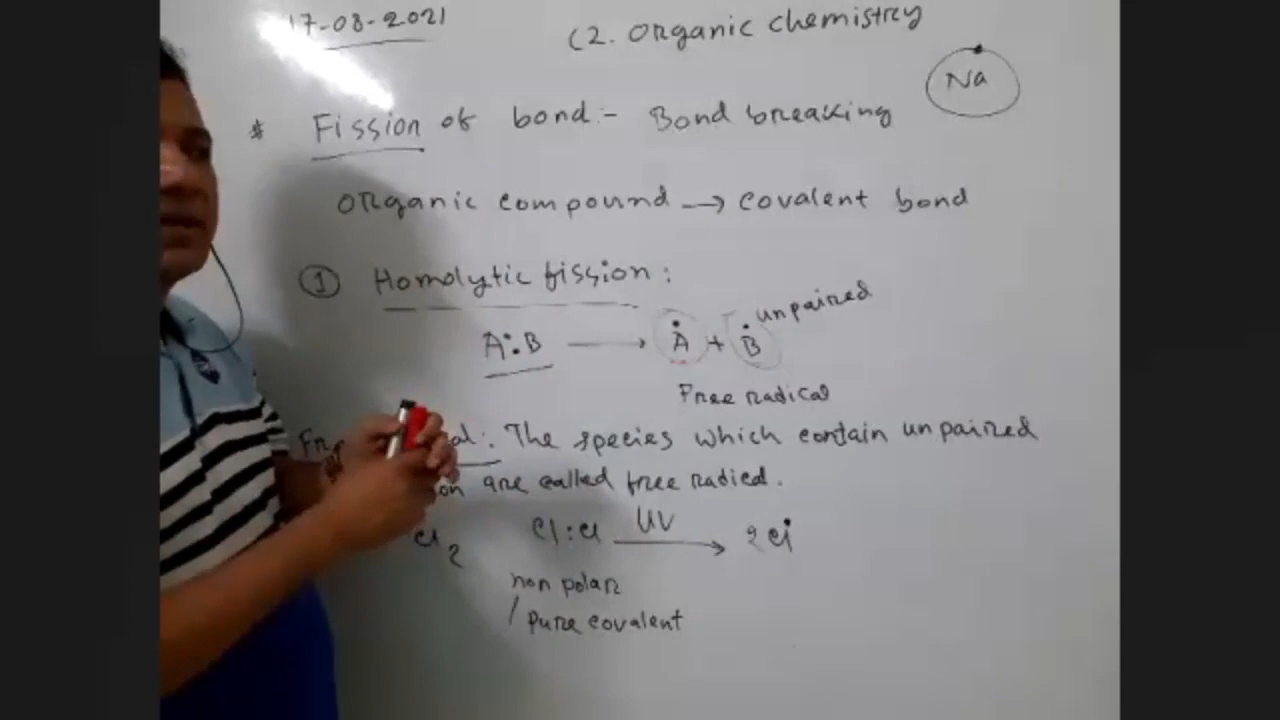 17-08-2021
C2. Organic chemistry
Na
* Fission of bond :- Bond breaking
Organic compound → covalent bond
① Homolytic fission :
A:B → Ȧ + Ḃ unpaired
Free radical
The species which contain unpaired
are called free radical.
Cl2 Cl:Cl UV → 2Cl•
non polar
/ pure covalent